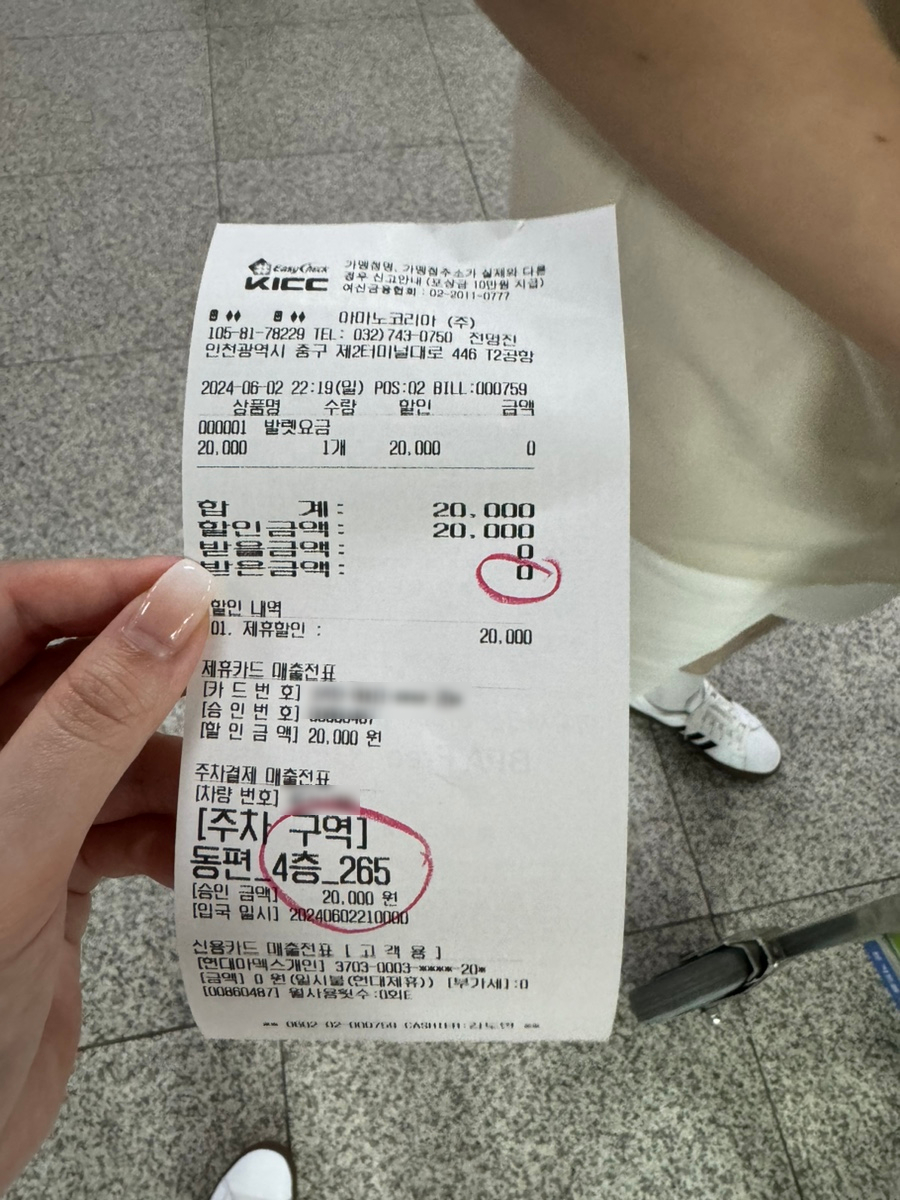 EasyCheck
KICC
가맹점명, 가맹점주소가 실제와 다른
경우 신고안내 (포상금 10만원 지급)
여신금융협회 : 02-2011-0777
아마노코리아 (주)
105-81-78229 TEL: 032)743-0750 전명진
인천광역시 중구 제2터미널대로 446 T2공항
2024-06-02 22:19(일) POS:02 BILL:000759
상품명 수량 할인 금액
000001 발렛요금
20,000 1개 20,000 0
합 계 : 20,000
할인금액 : 20,000
받을금액 : 0
받은금액 : 0
할인 내역
01. 제휴할인 : 20,000
제휴카드 매출전표
[카 드 번 호]
[승 인 번 호]
[할 인 금 액] 20,000 원
주차결제 매출전표
[차량 번호]
[주차 구역]
동편_4층_265
[승인 금액] 20,000 원
[입국 일시] 20240602210000
신용카드 매출전표 [ 고 객 용 ]
[현대아멕스개인] 3703-0003-****-20*
[금액] 0 원(일시불(현대제휴)) [부가세]:0
[00860487] 월사용횟수:0회E
** 0602-02-000759 CASHIER: **